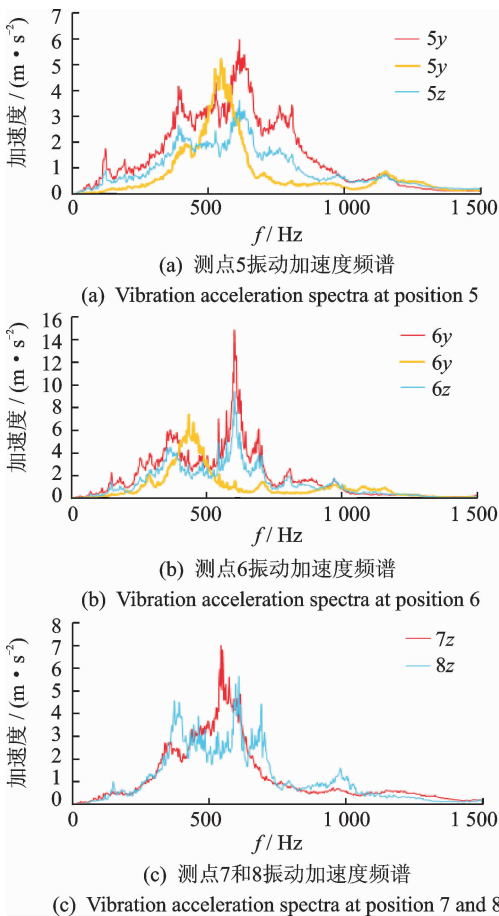 7
6
5
4
3
2
1
0
加速度 / (m·s⁻²)
5y
5y
5z
0 500 1 000 1 500
f / Hz
(a) 测点5振动加速度频谱
(a) Vibration acceleration spectra at position 5
16
14
12
10
8
6
4
2
0
加速度 / (m·s⁻²)
6y
6y
6z
0 500 1 000 1 500
f / Hz
(b) 测点6振动加速度频谱
(b) Vibration acceleration spectra at position 6
8
7
6
5
4
3
2
1
0
加速度 / (m·s⁻²)
7z
8z
0 500 1 000 1 500
f / Hz
(c) 测点7和8振动加速度频谱
(c) Vibration acceleration spectra at position 7 and 8